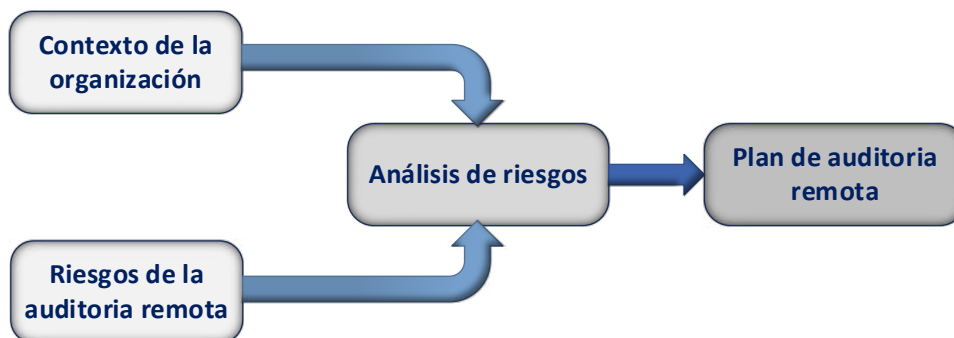 Contexto de la
organización
Análisis de riesgos
Plan de auditoria
remota
Riesgos de la
auditoria remota